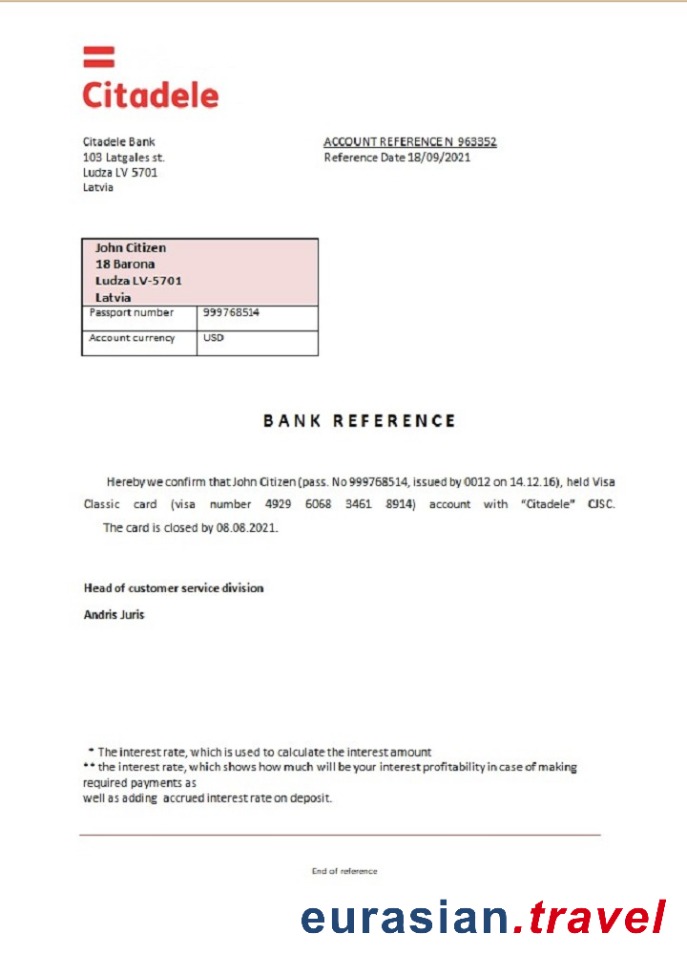 Citadele
Citadele Bank
103 Latgales st.
Ludza LV 5701
Latvia
ACCOUNT REFERENCE N 963352
Reference Date 18/09/2021
John Citizen
18 Barona
Ludza LV-5701
Latvia
Passport number 999768514
Account currency USD
BANK REFERENCE
Hereby we confirm that John Citizen (pass. No 999768514, issued by 0012 on 14.12.16), held Visa
Classic card (visa number 4929 6068 3461 8914) account with “Citadele” CJSC.
The card is closed by 08.08.2021.
Head of customer service division
Andris Juris
* The interest rate, which is used to calculate the interest amount
** the interest rate, which shows how much will be your interest profitability in case of making
required payments as
well as adding accrued interest rate on deposit.
End of reference
eurasian.travel